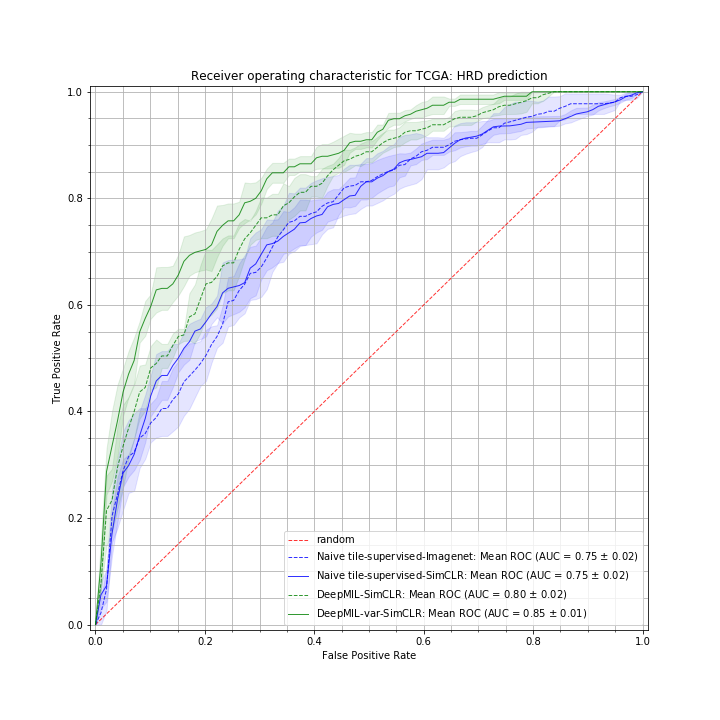 Receiver operating characteristic for TCGA: HRD prediction
True Positive Rate
1.0
0.8
0.6
0.4
0.2
0.0
random
Naive tile-supervised-Imagenet: Mean ROC (AUC = 0.75 ± 0.02)
Naive tile-supervised-SimCLR: Mean ROC (AUC = 0.75 ± 0.02)
DeepMIL-SimCLR: Mean ROC (AUC = 0.80 ± 0.02)
DeepMIL-var-SimCLR: Mean ROC (AUC = 0.85 ± 0.01)
0.0 0.2 0.4 0.6 0.8 1.0
False Positive Rate